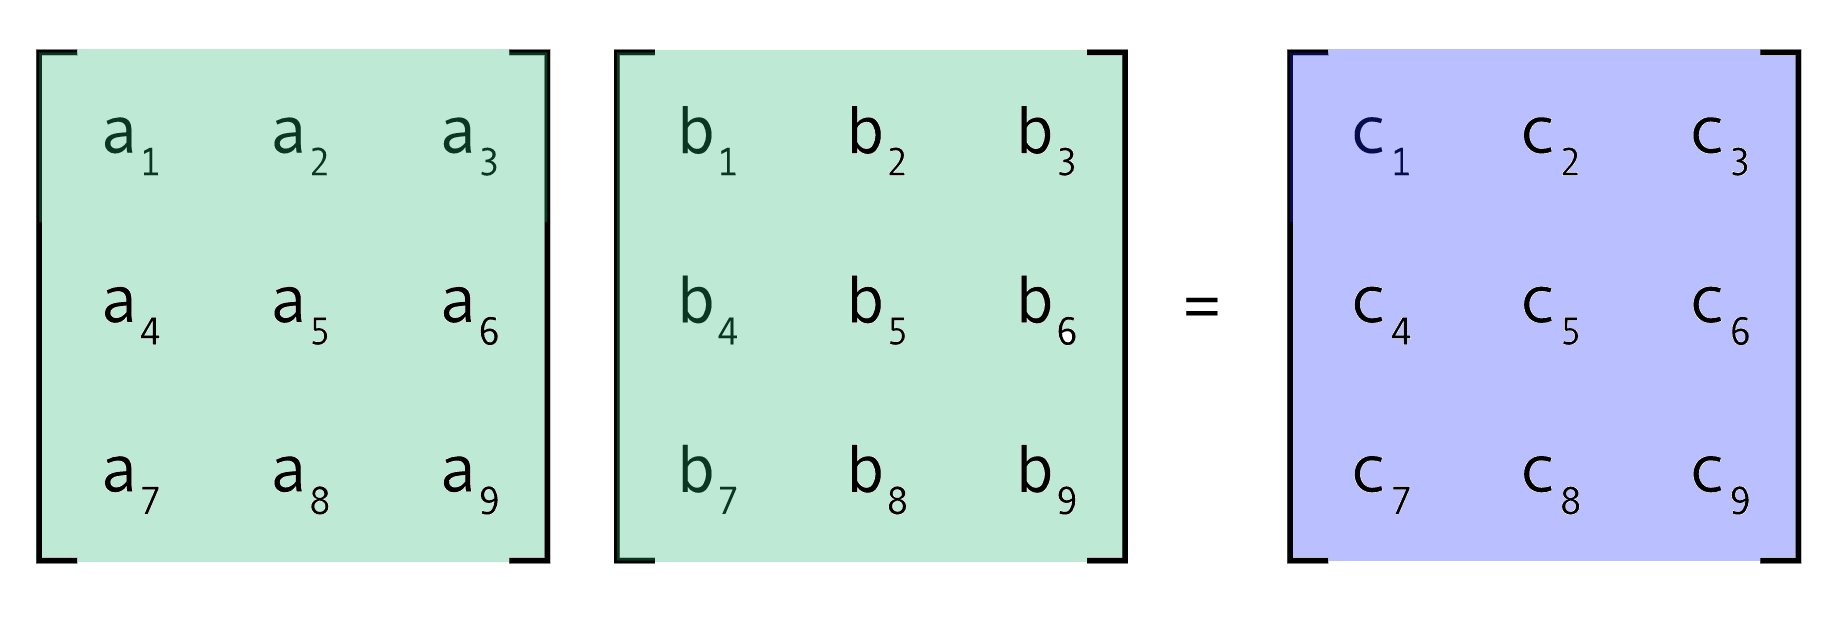 a₁ a₂ a₃ b₁ b₂ b₃ c₁ c₂ c₃
a₄ a₅ a₆ b₄ b₅ b₆ = c₄ c₅ c₆
a₇ a₈ a₉ b₇ b₈ b₉ c₇ c₈ c₉